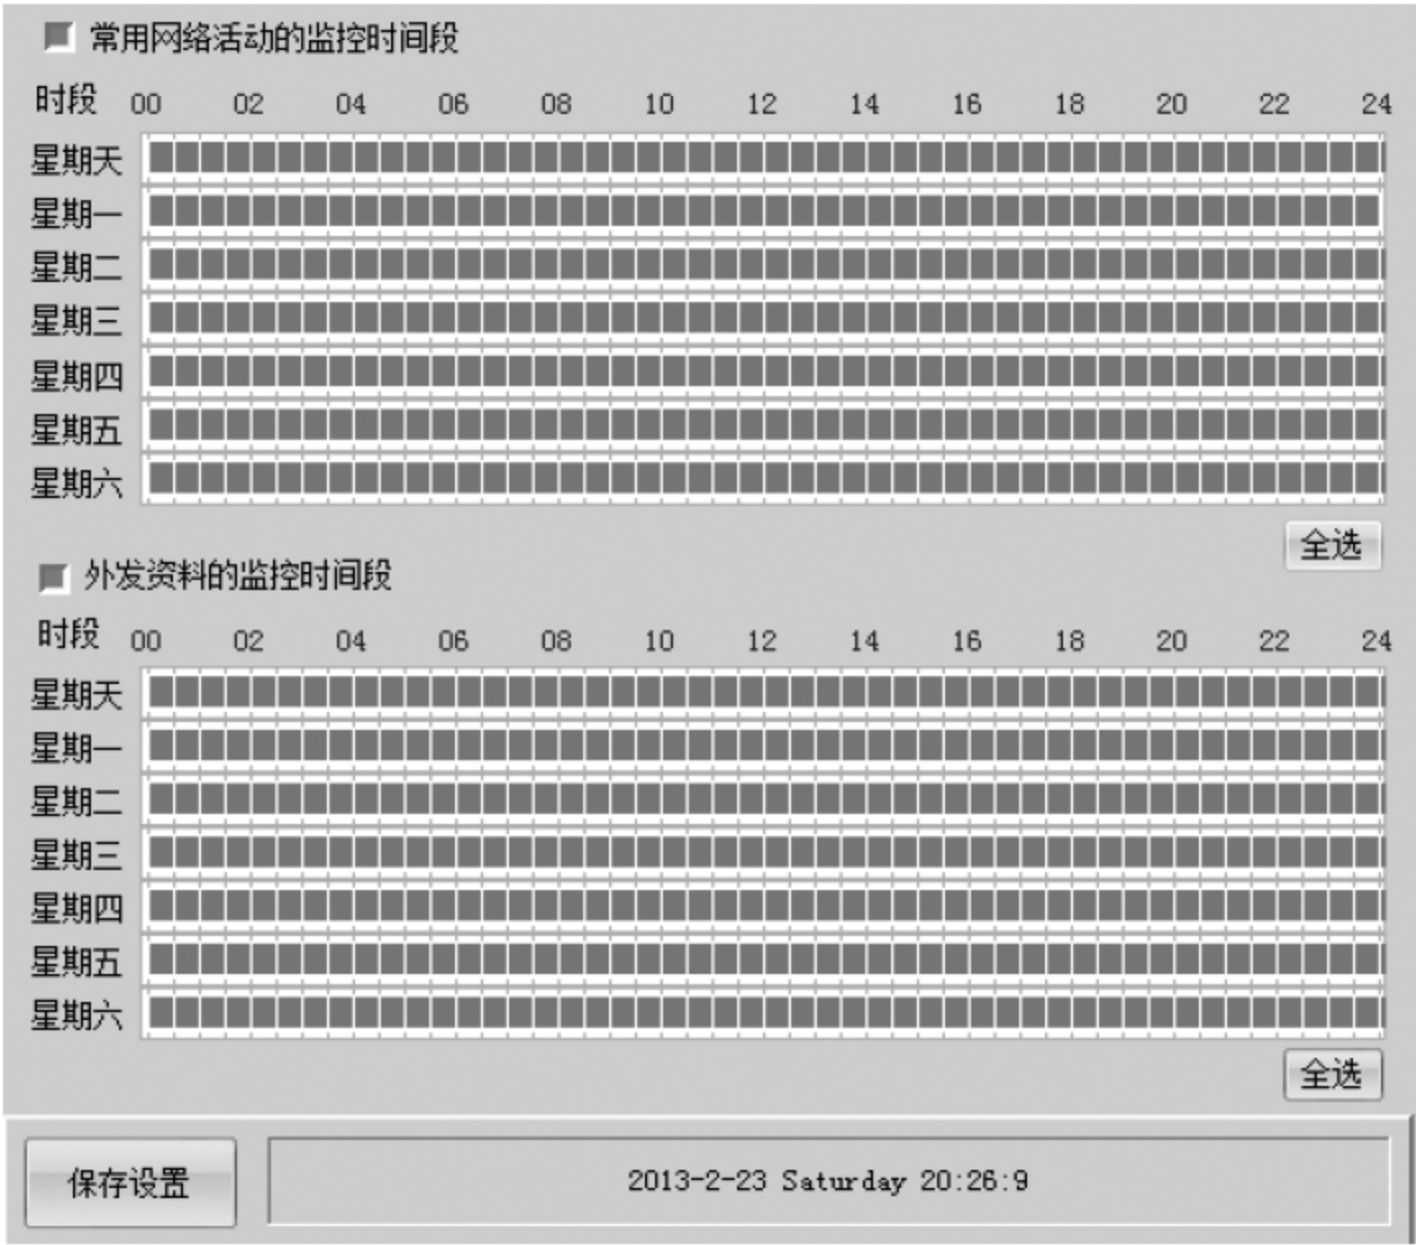 常用网络活动的监控时间段
时段 00 02 04 06 08 10 12 14 16 18 20 22 24
星期天
星期一
星期二
星期三
星期四
星期五
星期六
全选
外发资料的监控时间段
时段 00 02 04 06 08 10 12 14 16 18 20 22 24
星期天
星期一
星期二
星期三
星期四
星期五
星期六
全选
保存设置 2013-2-23 Saturday 20:26:9